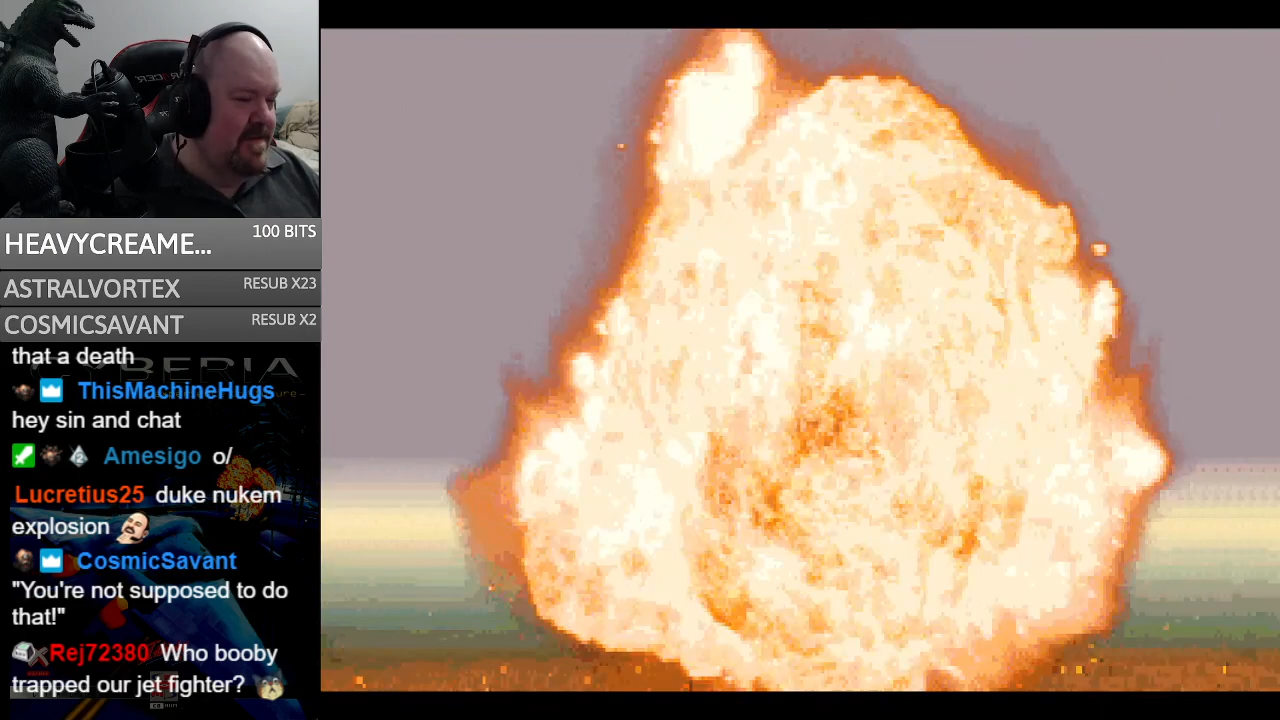 HEAVYCREAME... 100 BITS
ASTRALVORTEX RESUB X23
COSMICSAVANT RESUB X2
that a death
ThisMachineHugs
hey sin and chat
Amesigo o/
Lucretius25 duke nukem
explosion
CosmicSavant
"You're not supposed to do
that!"
Rej72380 Who booby
trapped our jet fighter?